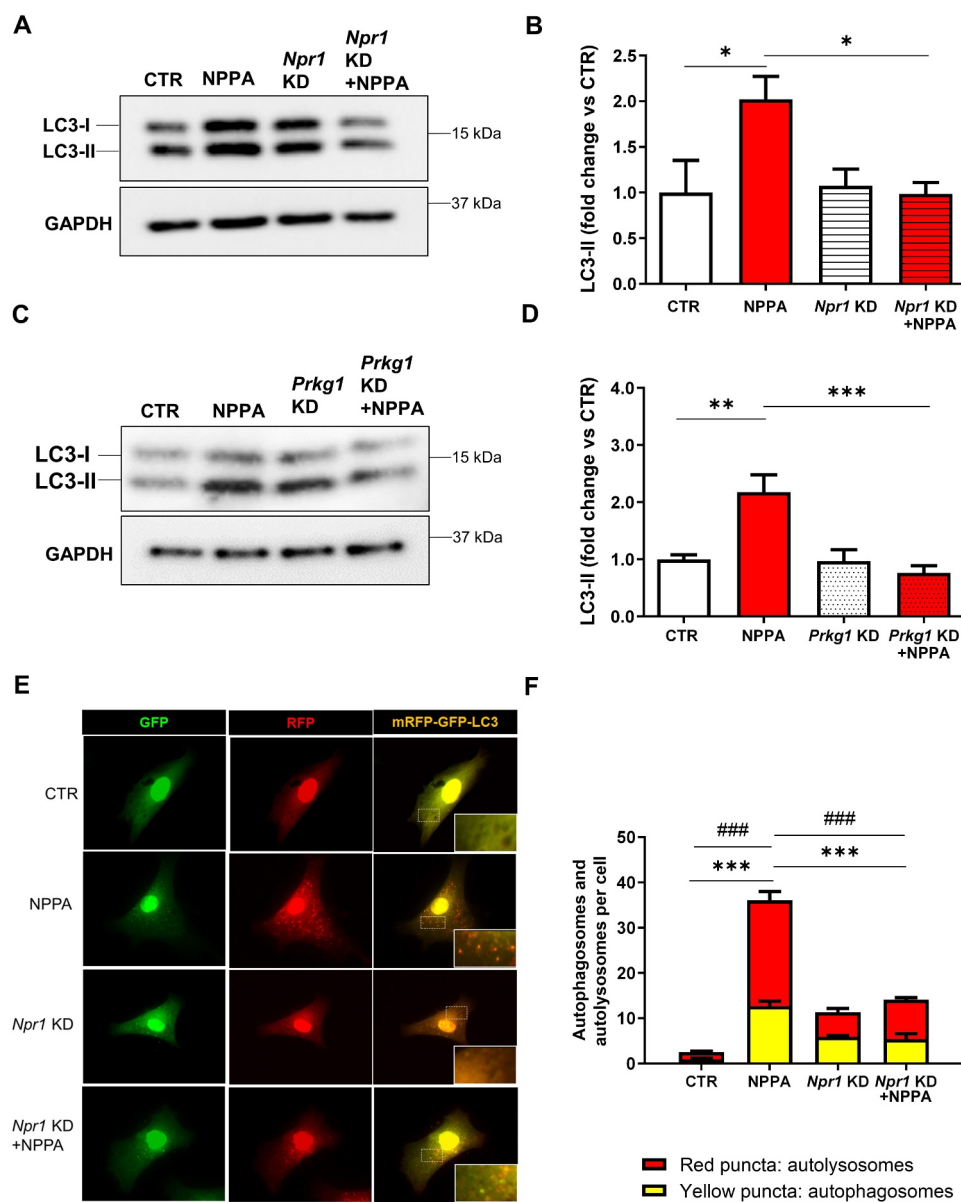 A
CTR
NPPA
Npr1
KD
Npr1
KD
+NPPA
LC3-I
LC3-II
15 kDa
37 kDa
GAPDH
B
LC3-II (fold change vs CTR)
2.5
2.0
1.5
1.0
0.5
0.0
*
*
CTR
NPPA
Npr1 KD
Npr1 KD
+NPPA
C
CTR
NPPA
Prkg1
KD
Prkg1
KD
+NPPA
LC3-I
LC3-II
15 kDa
37 kDa
GAPDH
D
LC3-II (fold change vs CTR)
4.0
3.0
2.0
1.0
0.0
**
***
CTR
NPPA
Prkg1 KD
Prkg1 KD
+NPPA
E
GFP
RFP
mRFP-GFP-LC3
CTR
NPPA
Npr1 KD
Npr1 KD
+NPPA
F
Autophagosomes and
autolysosomes per cell
50
40
30
20
10
0
###
###
***
***
CTR
NPPA
Npr1 KD
Npr1 KD
+NPPA
Red puncta: autolysosomes
Yellow puncta: autophagosomes